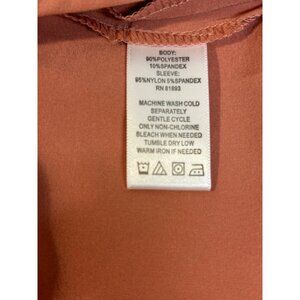 BODY:
90%POLYESTER
10%SPANDEX
SLEEVE:
95%NYLON 5%SPANDEX
RN 81893
MACHINE WASH COLD
SEPARATELY
GENTLE CYCLE
ONLY NON-CHLORINE
BLEACH WHEN NEEDED
TUMBLE DRY LOW
WARM IRON IF NEEDED